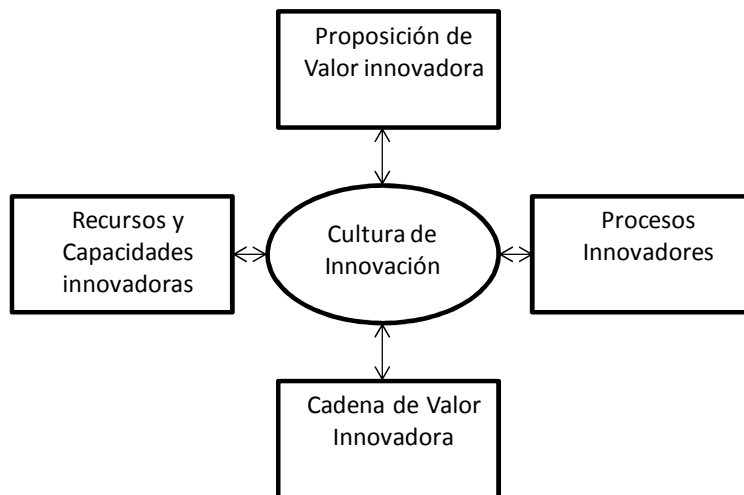 Proposición de
Valor innovadora
Recursos y
Capacidades
innovadoras
Cultura de
Innovación
Procesos
Innovadores
Cadena de Valor
Innovadora